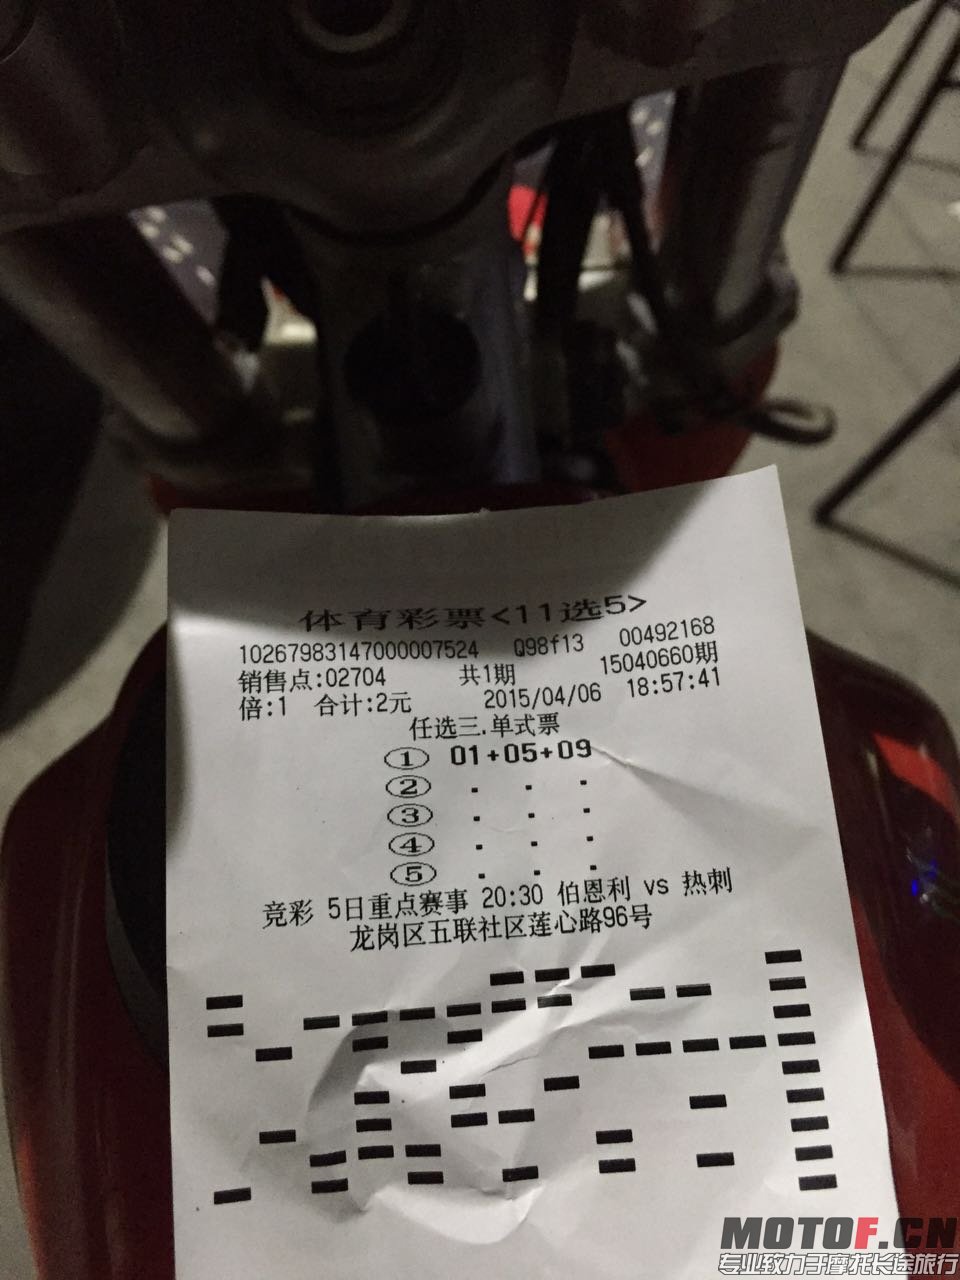 体育彩票<11选5>
10267983147000007524 Q98f13 00492168
销售点:02704 共1期 15040660期
倍:1 合计:2元 2015/04/06 18:57:41
任选三.单式票
① 01+05+09
② . . .
③ . . .
④ . . .
⑤ . . .
竞彩 5日重点赛事 20:30 伯恩利 vs 热刺
龙岗区五联社区莲心路96号
MOTOF.CN
专业致力于摩托长途旅行